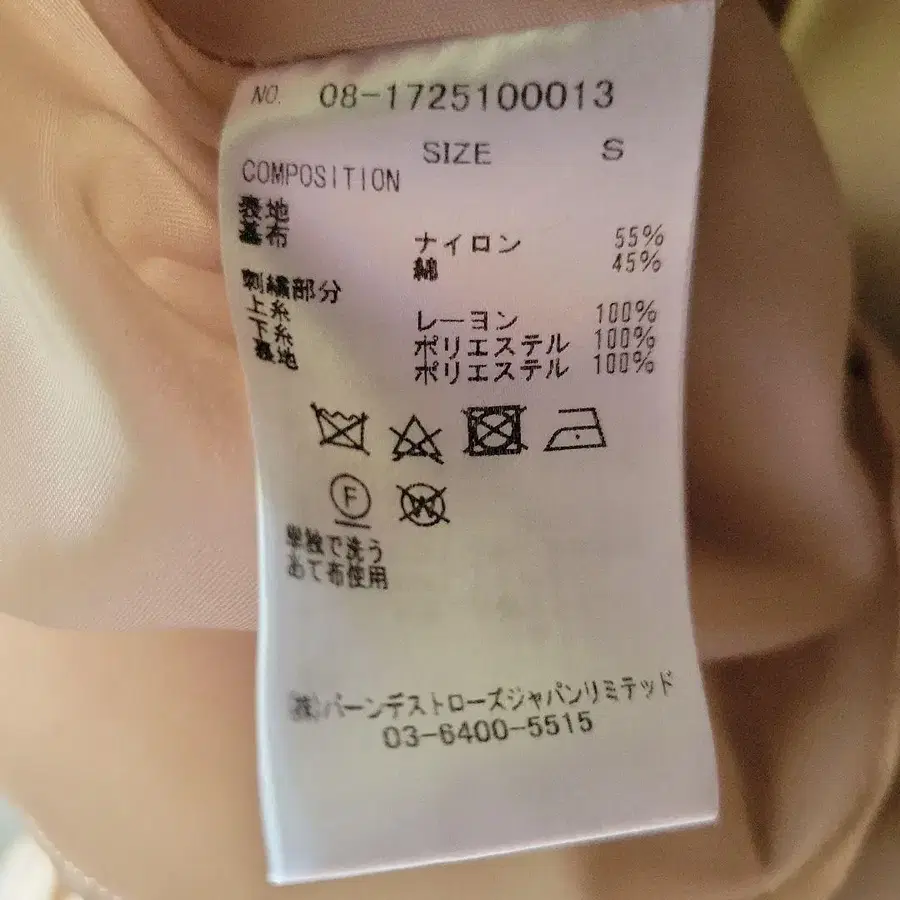 NO. 08-1725100013
SIZE S
COMPOSITION
表地
基布 ナイロン 55%
綿 45%
刺繍部分
上糸 レーヨン 100%
下糸 ポリエステル 100%
裏地 ポリエステル 100%
F W
単独で洗う
あて布使用
(株)バーンデストローズジャパンリミテッド
03-6400-5515